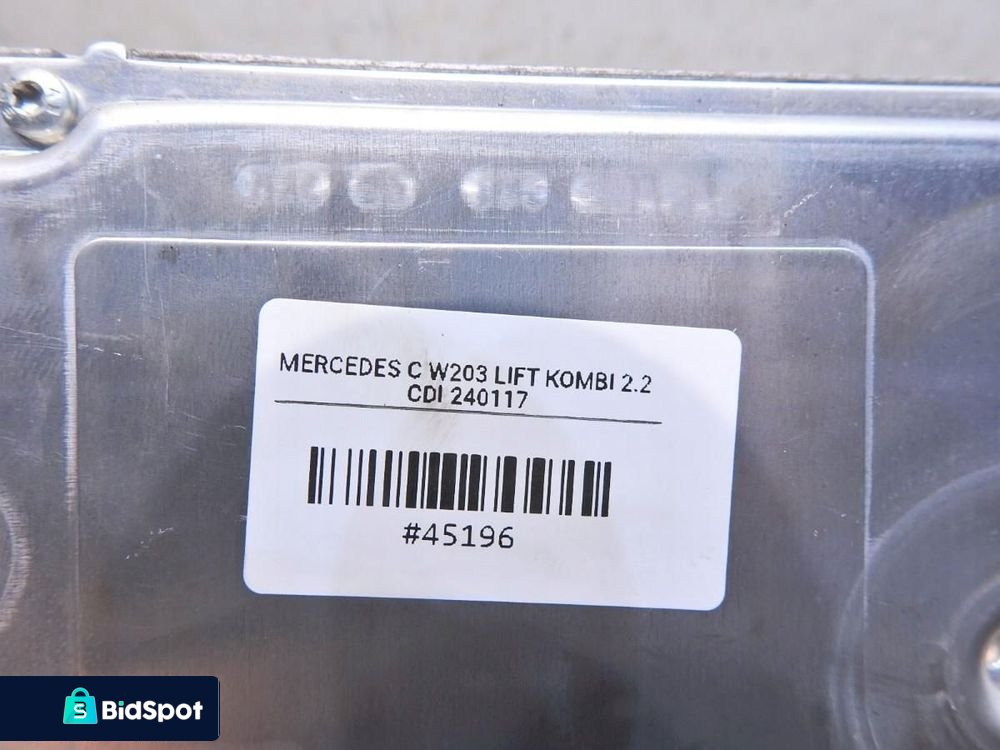 MERCEDES C W203 LIFT KOMBI 2.2
CDI 240117
#45196
BidSpot